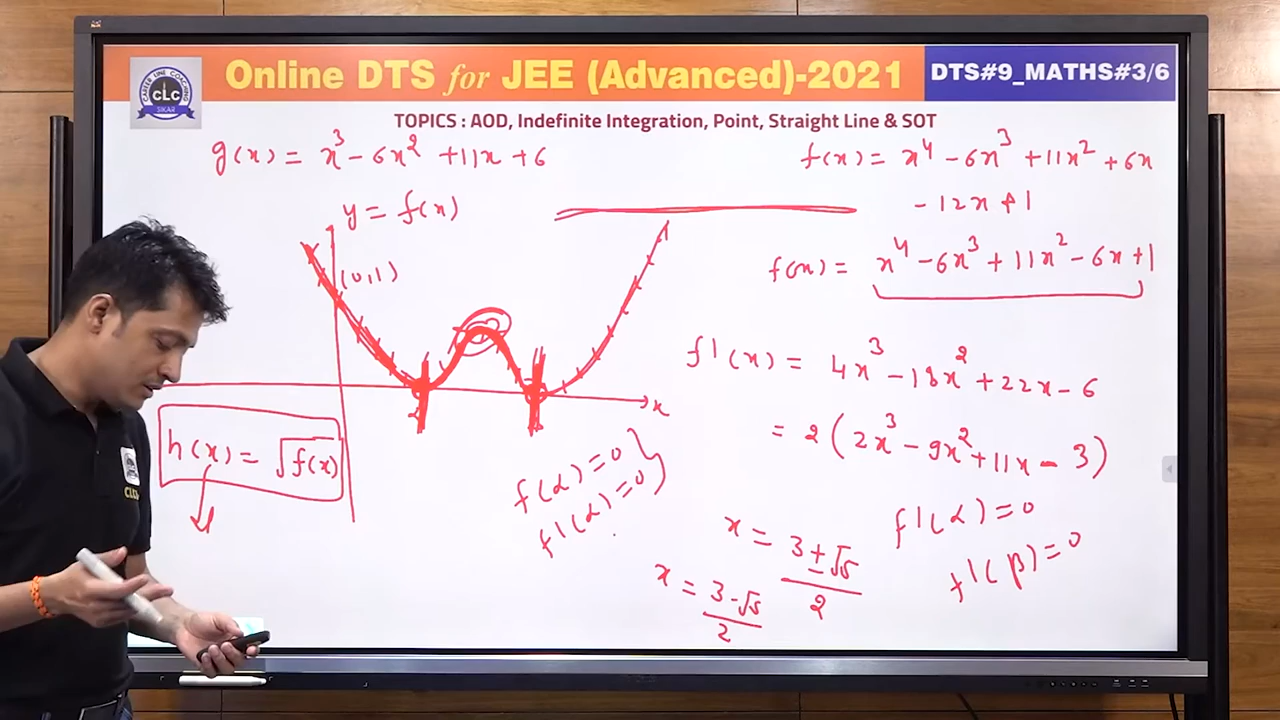 Online DTS for JEE (Advanced)-2021
DTS#9_MATHS#3/6
CAREER LINE COACHING
CLC
SIKAR
TOPICS : AOD, Indefinite Integration, Point, Straight Line & SOT
g(x) = x³ - 6x² + 11x + 6
f(x) = x⁴ - 6x³ + 11x² + 6x
- 12x + 1
y = f(x)
f(x) = x⁴ - 6x³ + 11x² - 6x + 1
(0,1)
f'(x) = 4x³ - 18x² + 22x - 6
= 2(2x³ - 9x² + 11x - 3)
x
α
h(x) = √f(x)
f(α) = 0
f'(α) = 0
f'(α) = 0
f'(β) = 0
x = 3 ± √5 / 2
x = 3 - √5 / 2